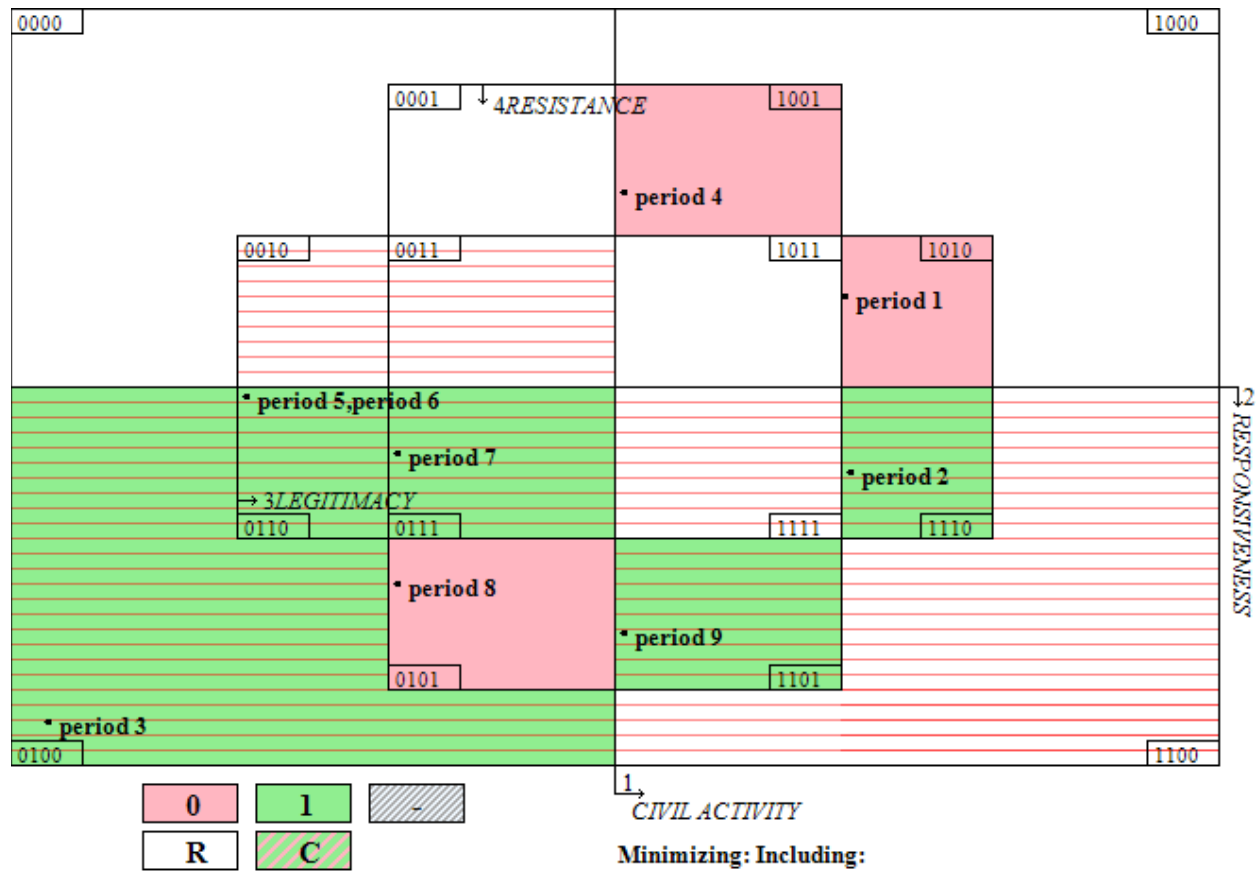 0000 1000
0001 4RESISTANCE 1001
period 4
0010 0011 1011 1010
period 1
2
period 5,period 6
RESPONSIVENESS
period 7
period 2
3LEGITIMACY
0110 0111 1111 1110
period 8
period 9
0101 1101
period 3
0100 1100
0 1 - 1
CIVIL ACTIVITY
R C Minimizing: Including: